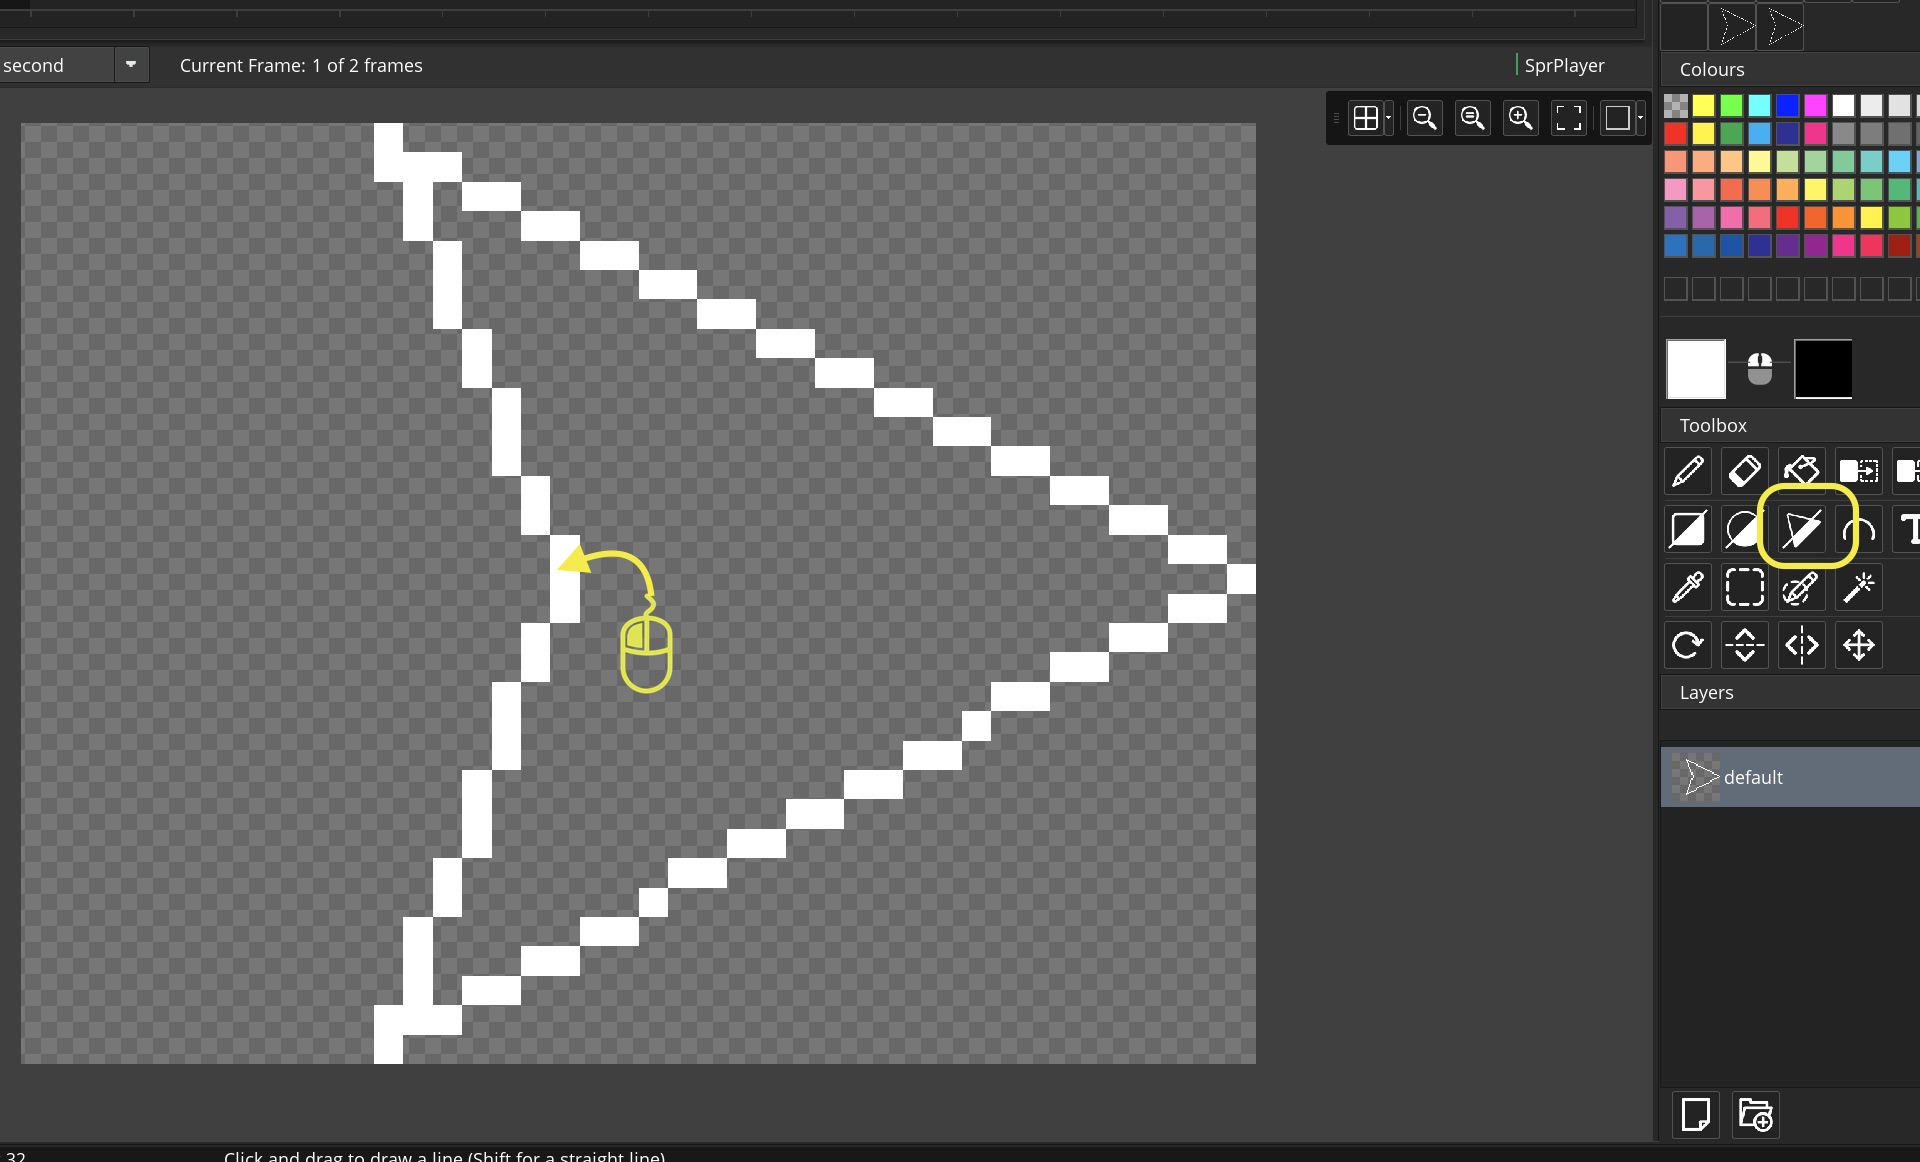 second
Current Frame: 1 of 2 frames
SprPlayer
Colours
Toolbox
T
Layers
default
32
Click and drag to draw a line (Shift for a straight line)